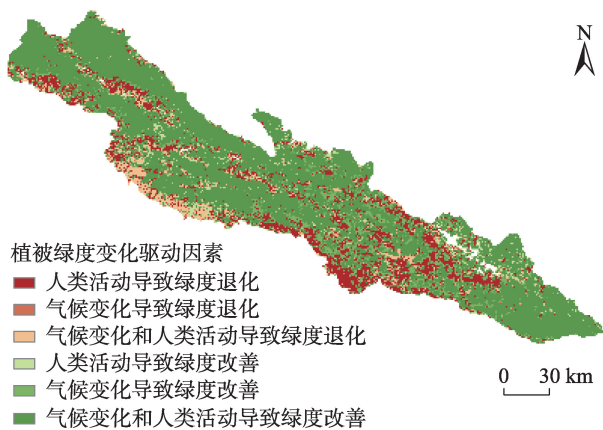 N
植被绿度变化驱动因素
人类活动导致绿度退化
气候变化导致绿度退化
气候变化和人类活动导致绿度退化
人类活动导致绿度改善
气候变化导致绿度改善
气候变化和人类活动导致绿度改善
0 30 km